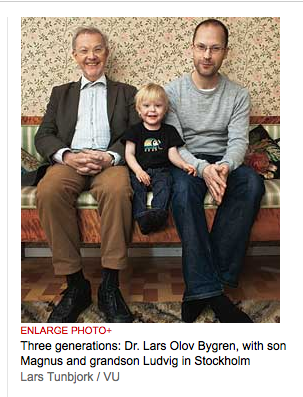 ENLARGE PHOTO+
Three generations: Dr. Lars Olov Bygren, with son
Magnus and grandson Ludvig in Stockholm
Lars Tunbjork / VU